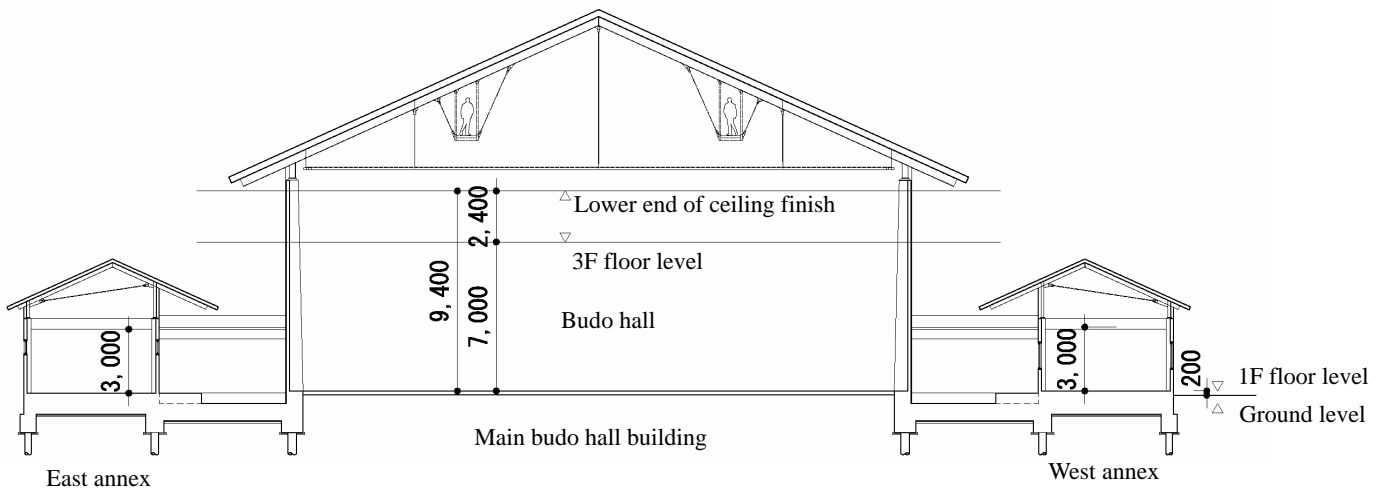 2, 400
Lower end of ceiling finish
3F floor level
9, 400
7, 000
Budo hall
3, 000
3, 000
200
1F floor level
Ground level
Main budo hall building
East annex
West annex